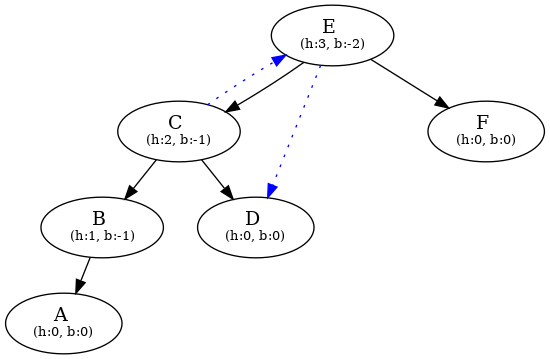 E
(h:3, b:-2)
C
(h:2, b:-1)
F
(h:0, b:0)
B
(h:1, b:-1)
D
(h:0, b:0)
A
(h:0, b:0)